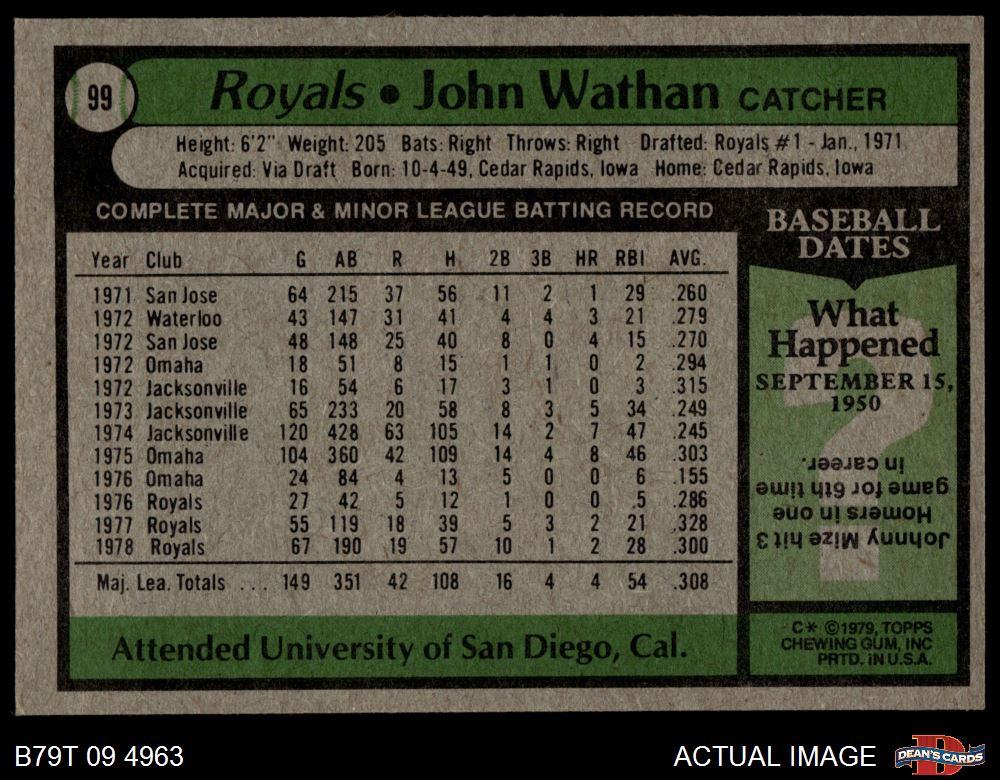 99
Royals • John Wathan CATCHER
Height: 6'2" Weight: 205 Bats: Right Throws: Right Drafted: Royals #1 - Jan., 1971
Acquired: Via Draft Born: 10-4-49, Cedar Rapids, Iowa Home: Cedar Rapids, Iowa
COMPLETE MAJOR & MINOR LEAGUE BATTING RECORD
Year Club G AB R H 2B 3B HR RBI AVG.
1971 San Jose 64 215 37 56 11 2 1 29 .260
1972 Waterloo 43 147 31 41 4 4 3 21 .279
1972 San Jose 48 148 25 40 8 0 4 15 .270
1972 Omaha 18 51 8 15 1 1 0 2 .294
1972 Jacksonville 16 54 6 17 3 1 0 3 .315
1973 Jacksonville 65 233 20 58 8 3 5 34 .249
1974 Jacksonville 120 428 63 105 14 2 7 47 .245
1975 Omaha 104 360 42 109 14 4 8 46 .303
1976 Omaha 24 84 4 13 5 0 0 6 .155
1976 Royals 27 42 5 12 1 0 0 5 .286
1977 Royals 55 119 18 39 5 3 2 21 .328
1978 Royals 67 190 19 57 10 1 2 28 .300
Maj. Lea. Totals ... 149 351 42 108 16 4 4 54 .308
Attended University of San Diego, Cal.
BASEBALL
DATES
What
Happened
SEPTEMBER 15,
1950
Johnny Mize hit 3
Homers in one
game for 6th time
in career.
C* ©1979, TOPPS
CHEWING GUM, INC
PRTD. IN U.S.A.
B79T 09 4963
ACTUAL IMAGE
D
DEAN'S CARDS